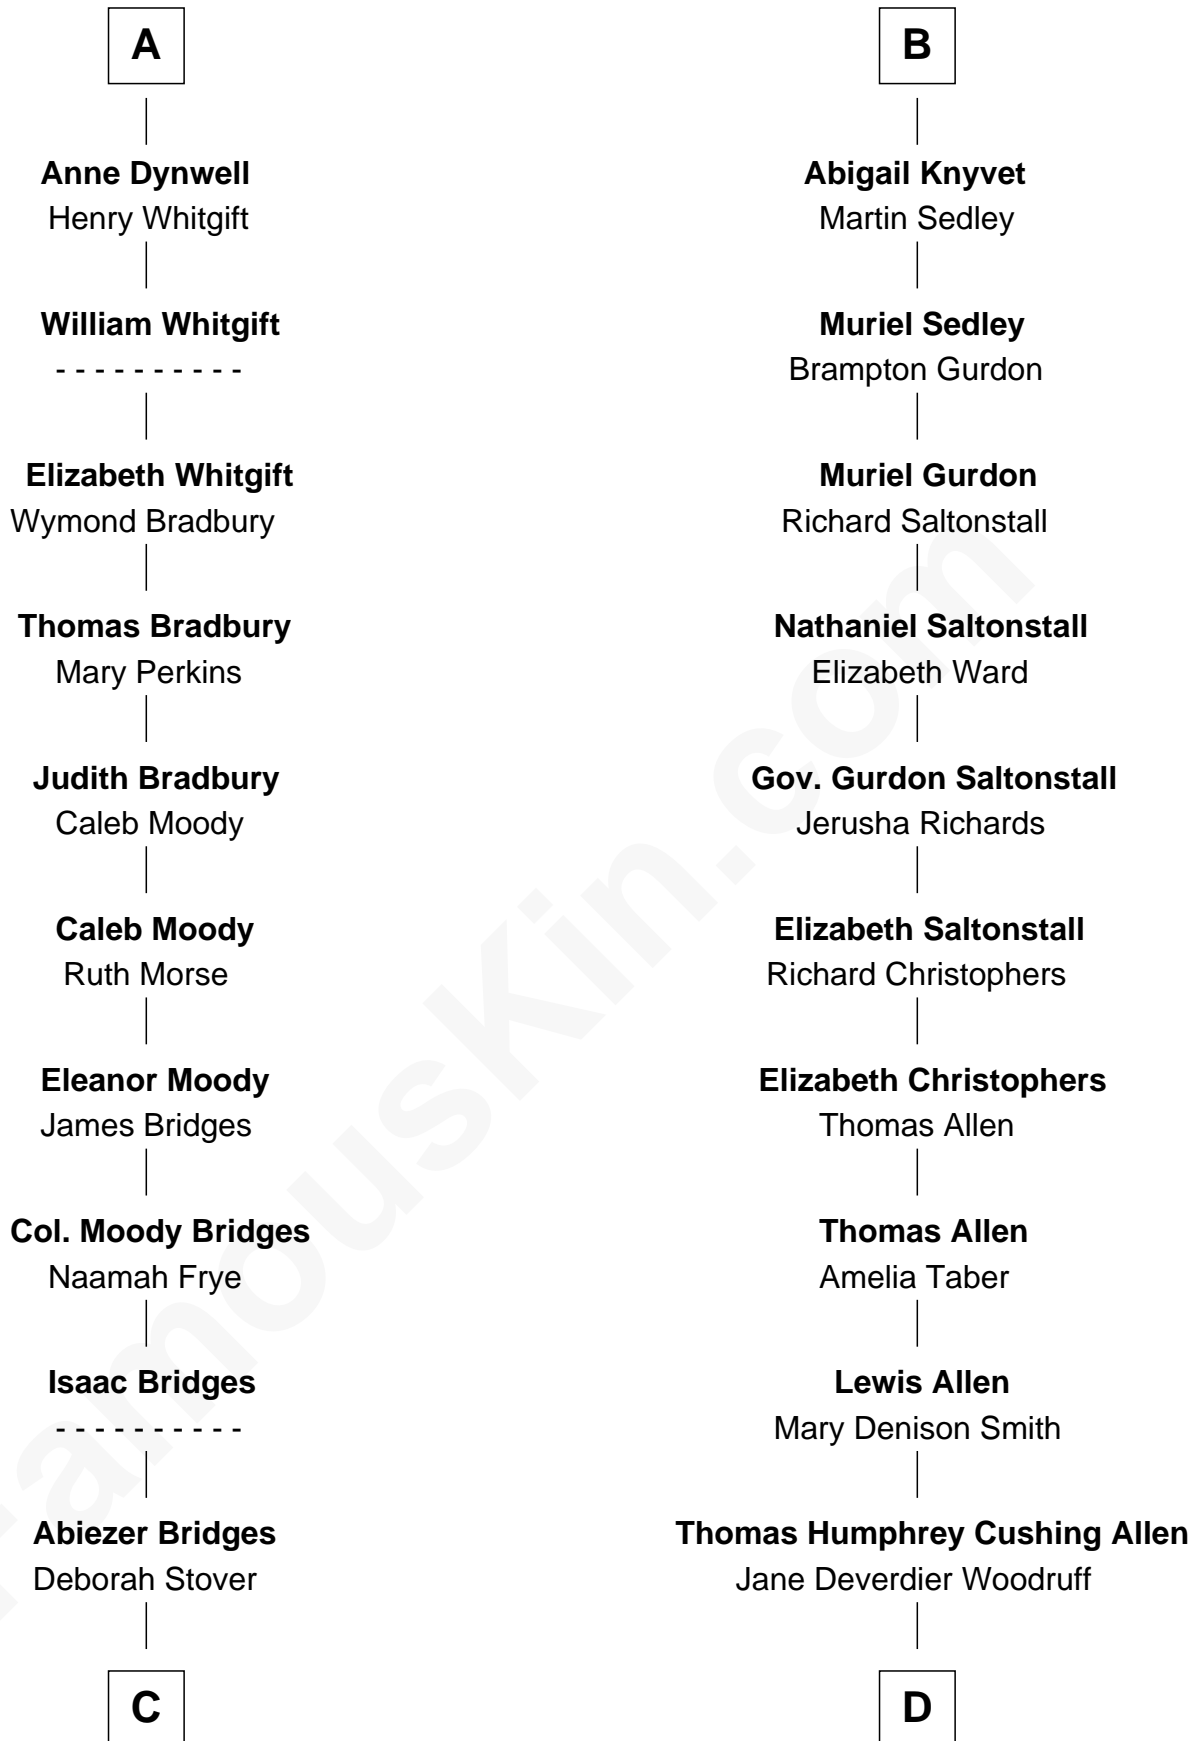 A
Anne Dynwell
Henry Whitgift
William Whitgift
- - - - - - - - - -
Elizabeth Whitgift
Wymond Bradbury
Thomas Bradbury
Mary Perkins
Judith Bradbury
Caleb Moody
Caleb Moody
Ruth Morse
Eleanor Moody
James Bridges
Col. Moody Bridges
Naamah Frye
Isaac Bridges
- - - - - - - - - -
Abiezer Bridges
Deborah Stover
C
B
Abigail Knyvet
Martin Sedley
Muriel Sedley
Brampton Gurdon
Muriel Gurdon
Richard Saltonstall
Nathaniel Saltonstall
Elizabeth Ward
Gov. Gurdon Saltonstall
Jerusha Richards
Elizabeth Saltonstall
Richard Christophers
Elizabeth Christophers
Thomas Allen
Thomas Allen
Amelia Taber
Lewis Allen
Mary Denison Smith
Thomas Humphrey Cushing Allen
Jane Deverdier Woodruff
D
FamousKin.com